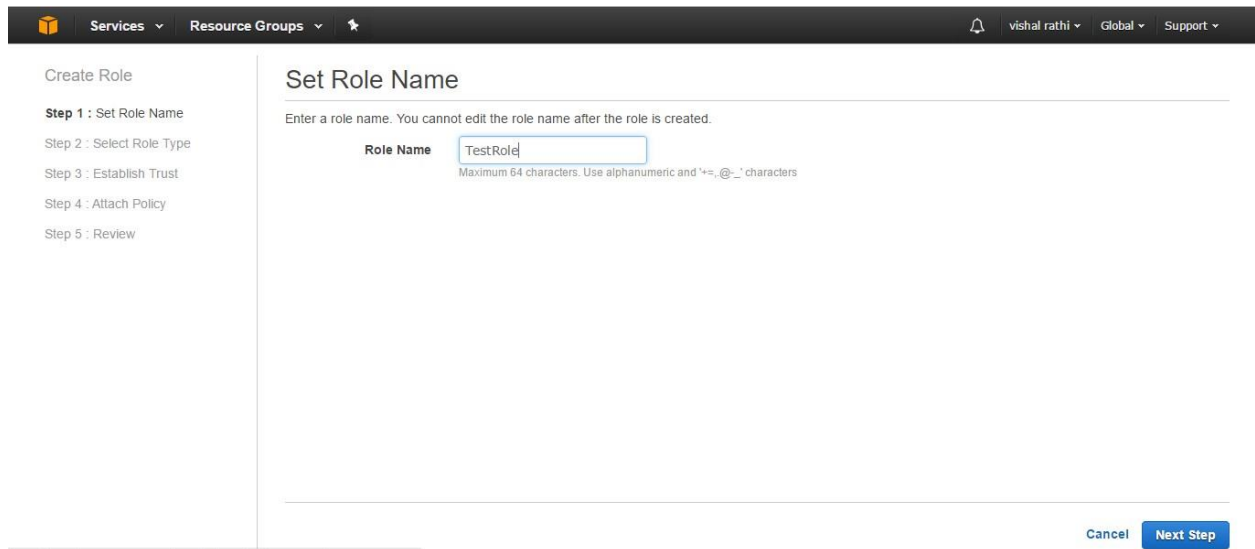 Services Resource Groups vishal rathi Global Support
Create Role
Step 1 : Set Role Name
Step 2 : Select Role Type
Step 3 : Establish Trust
Step 4 : Attach Policy
Step 5 : Review
Set Role Name
Enter a role name. You cannot edit the role name after the role is created.
Role Name TestRole
Maximum 64 characters. Use alphanumeric and '+=,.@-_' characters
Cancel Next Step